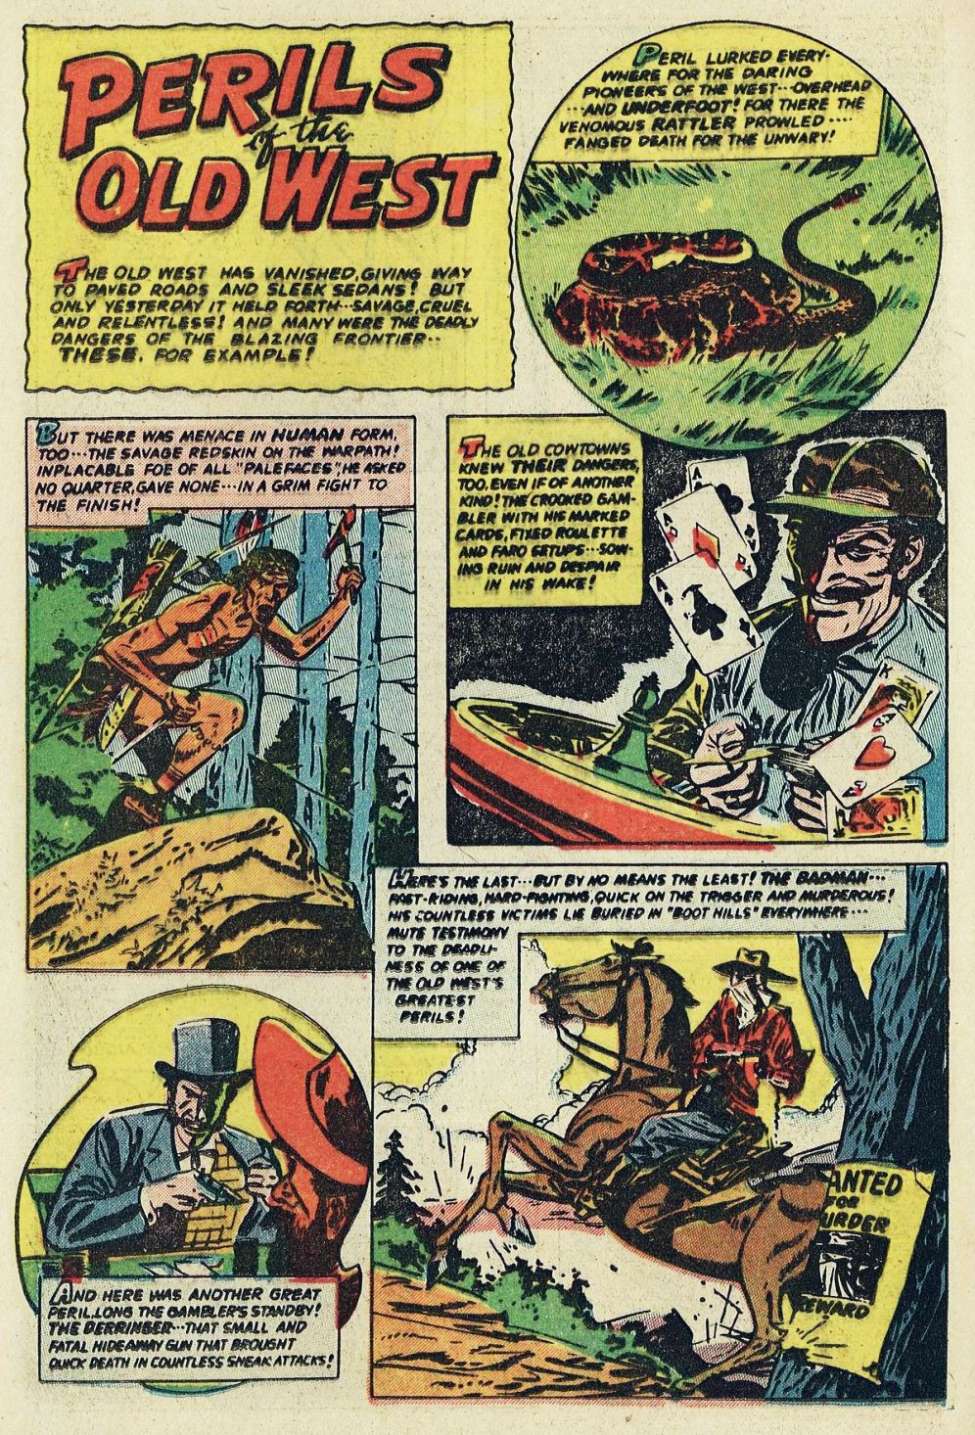 PERILS
of the
OLD WEST
THE OLD WEST HAS VANISHED, GIVING WAY
TO PAVED ROADS AND SLEEK SEDANS! BUT
ONLY YESTERDAY IT HELD FORTH--SAVAGE, CRUEL
AND RELENTLESS! AND MANY WERE THE DEADLY
DANGERS OF THE BLAZING FRONTIER--
THESE, FOR EXAMPLE!
PERIL LURKED EVERY-
WHERE FOR THE DARING
PIONEERS OF THE WEST---OVERHEAD
---AND UNDERFOOT! FOR THERE THE
VENOMOUS RATTLER PROWLED----
FANGED DEATH FOR THE UNWARY!
BUT THERE WAS MENACE IN HUMAN FORM,
TOO---THE SAVAGE REDSKIN ON THE WARPATH!
INPLACABLE FOE OF ALL "PALEFACES", HE ASKED
NO QUARTER, GAVE NONE---IN A GRIM FIGHT TO
THE FINISH!
THE OLD COWTOWNS
KNEW THEIR DANGERS,
TOO, EVEN IF OF ANOTHER
KIND! THE CROOKED GAM-
BLER WITH HIS MARKED
CARDS, FIXED ROULETTE
AND FARO SETUPS---SOW-
ING RUIN AND DESPAIR
IN HIS WAKE!
A
A
A
K
A
HERE'S THE LAST---BUT BY NO MEANS THE LEAST! THE BADMAN---
FAST-RIDING, HARD-FIGHTING, QUICK ON THE TRIGGER AND MURDEROUS!
HIS COUNTLESS VICTIMS LIE BURIED IN "BOOT HILLS" EVERYWHERE---
MUTE TESTIMONY
TO THE DEADLI-
NESS OF ONE OF
THE OLD WEST'S
GREATEST
PERILS!
ANTED
FOR
URDER
REWARD
AND HERE WAS ANOTHER GREAT
PERIL, LONG THE GAMBLER'S STANDBY!
THE DERRINGER---THAT SMALL AND
FATAL HIDEAWAY GUN THAT BROUGHT
QUICK DEATH IN COUNTLESS SNEAK ATTACKS!